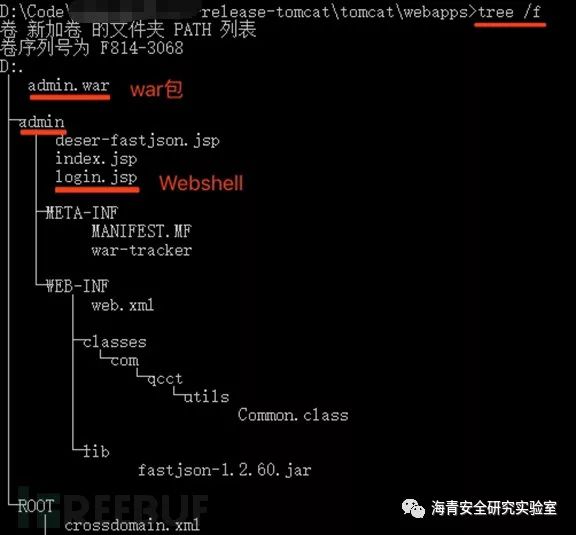 D:\Code\ release-tomcat\tomcat\webapps>tree /f
卷 新加卷 的文件夹 PATH 列表
卷序列号为 F814-3068
D:.
admin.war war包
admin
deser-fastjson.jsp
index.jsp
login.jsp Webshell
META-INF
MANIFEST.MF
war-tracker
WEB-INF
web.xml
classes
com
qcct
utils
Common.class
lib
fastjson-1.2.60.jar
ROOT
crossdomain.xml
REEBUF
海青安全研究实验室